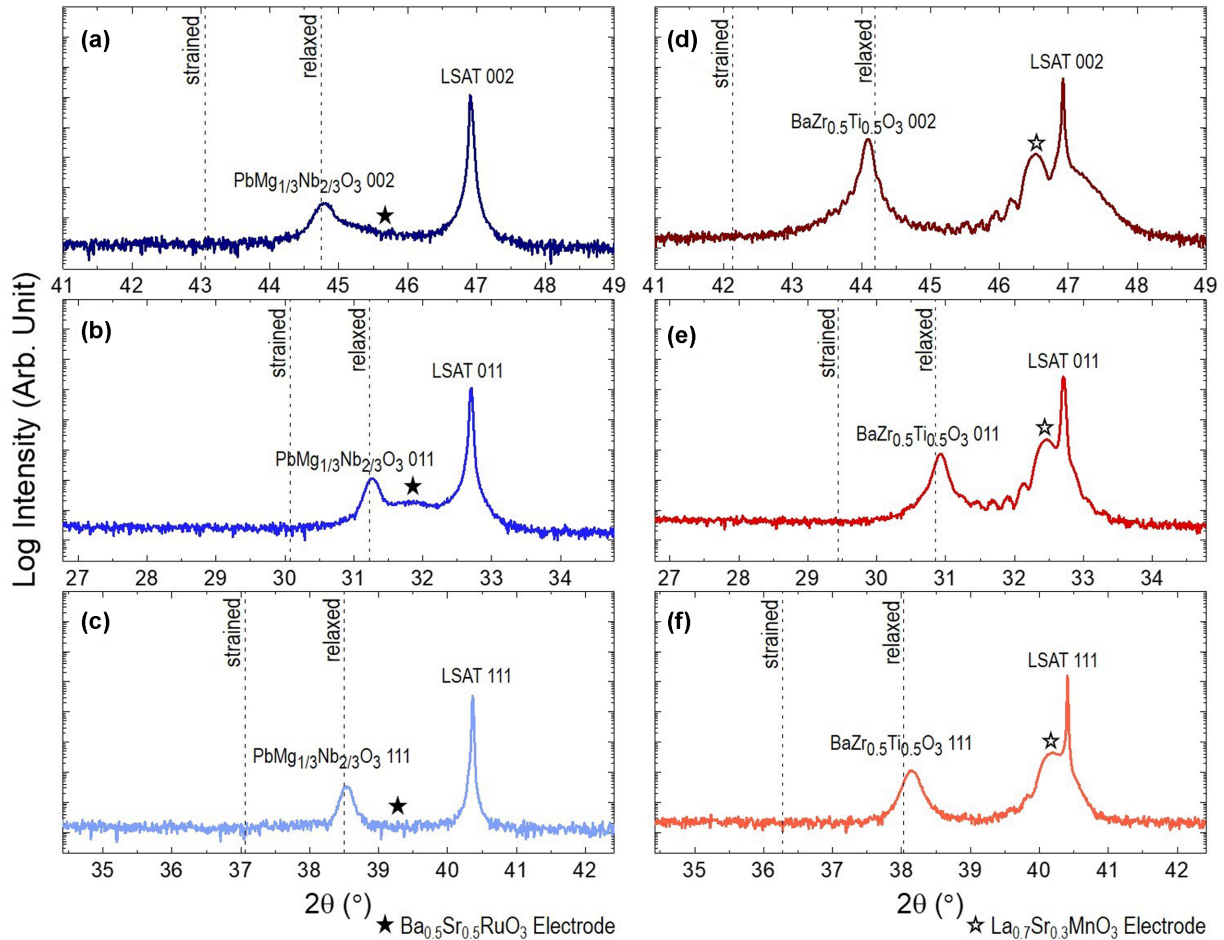 Log Intensity (Arb. Unit)
(a)
strained
relaxed
PbMg1/3Nb2/3O3 002
★
LSAT 002
41 42 43 44 45 46 47 48 49
(b)
strained
relaxed
PbMg1/3Nb2/3O3 011
★
LSAT 011
27 28 29 30 31 32 33 34
(c)
strained
relaxed
PbMg1/3Nb2/3O3 111
★
LSAT 111
35 36 37 38 39 40 41 42
2θ (°)
★ Ba0.5Sr0.5RuO3 Electrode
(d)
strained
relaxed
BaZr0.5Ti0.5O3 002
☆
LSAT 002
41 42 43 44 45 46 47 48 49
(e)
strained
relaxed
BaZr0.5Ti0.5O3 011
☆
LSAT 011
27 28 29 30 31 32 33 34
(f)
strained
relaxed
BaZr0.5Ti0.5O3 111
☆
LSAT 111
35 36 37 38 39 40 41 42
2θ (°)
☆ La0.7Sr0.3MnO3 Electrode